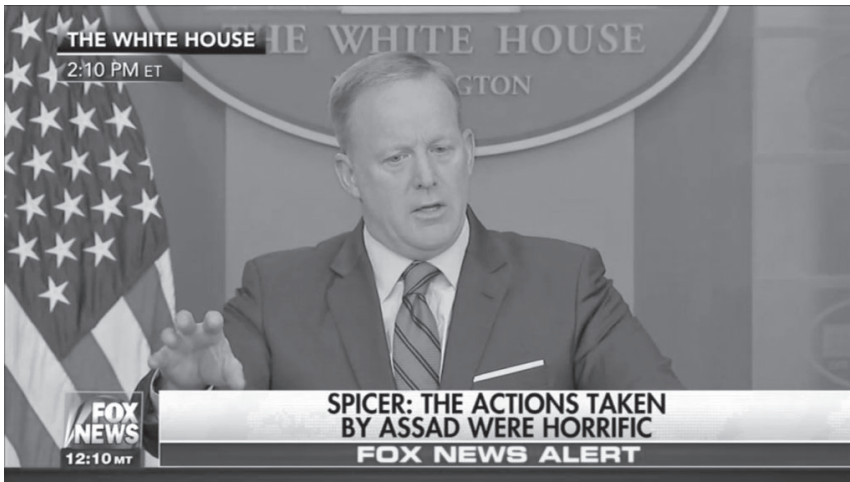 THE WHITE HOUSE
2:10 PM ET
THE WHITE HOUSE
GTON
SPICER: THE ACTIONS TAKEN
BY ASSAD WERE HORRIFIC
FOX NEWS ALERT
FOX
NEWS
12:10 MT